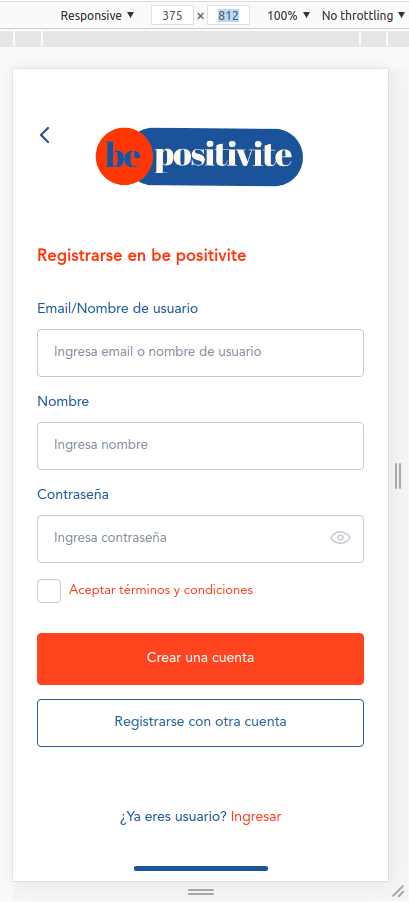 Responsive ▼ 375 × 812 100% ▼ No throttling ▼
be positivite
Registrarse en be positivite
Email/Nombre de usuario
Ingresa email o nombre de usuario
Nombre
Ingresa nombre
Contraseña
Ingresa contraseña
Aceptar términos y condiciones
Crear una cuenta
Registrarse con otra cuenta
¿Ya eres usuario? Ingresar